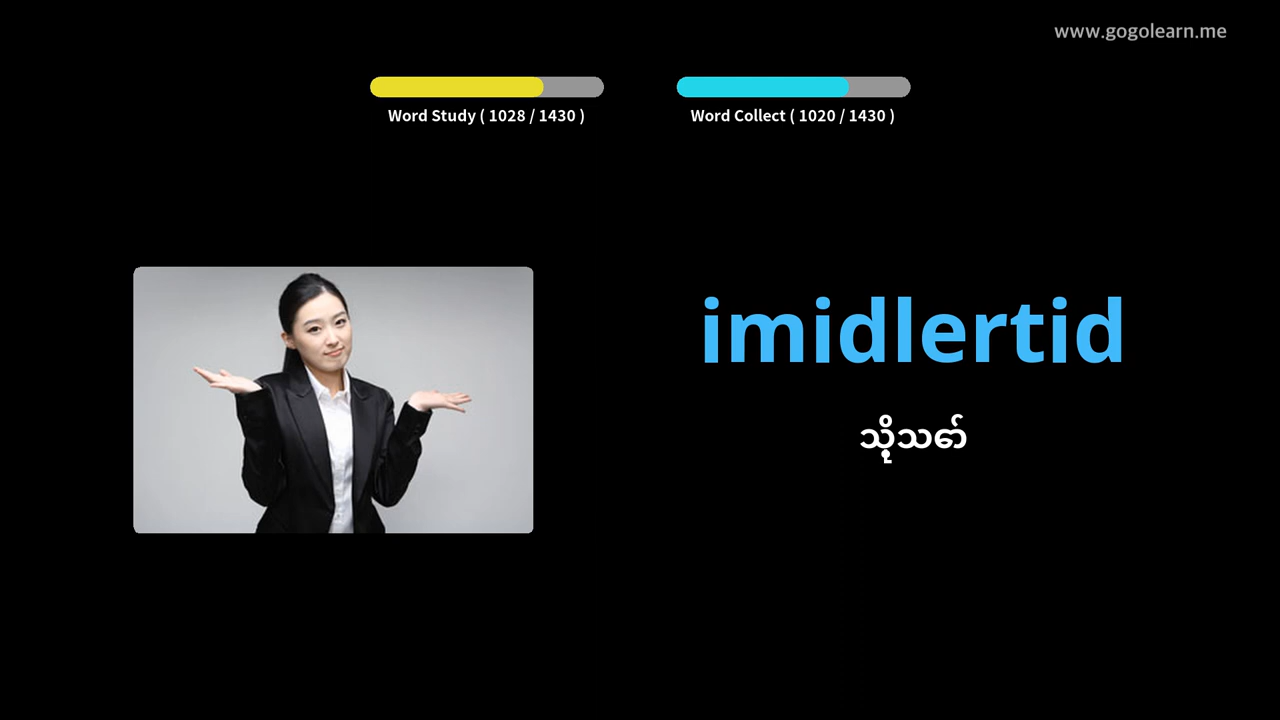 www.gogolearn.me
Word Study ( 1028 / 1430 )
Word Collect ( 1020 / 1430 )
imidlertid
သို့သော်